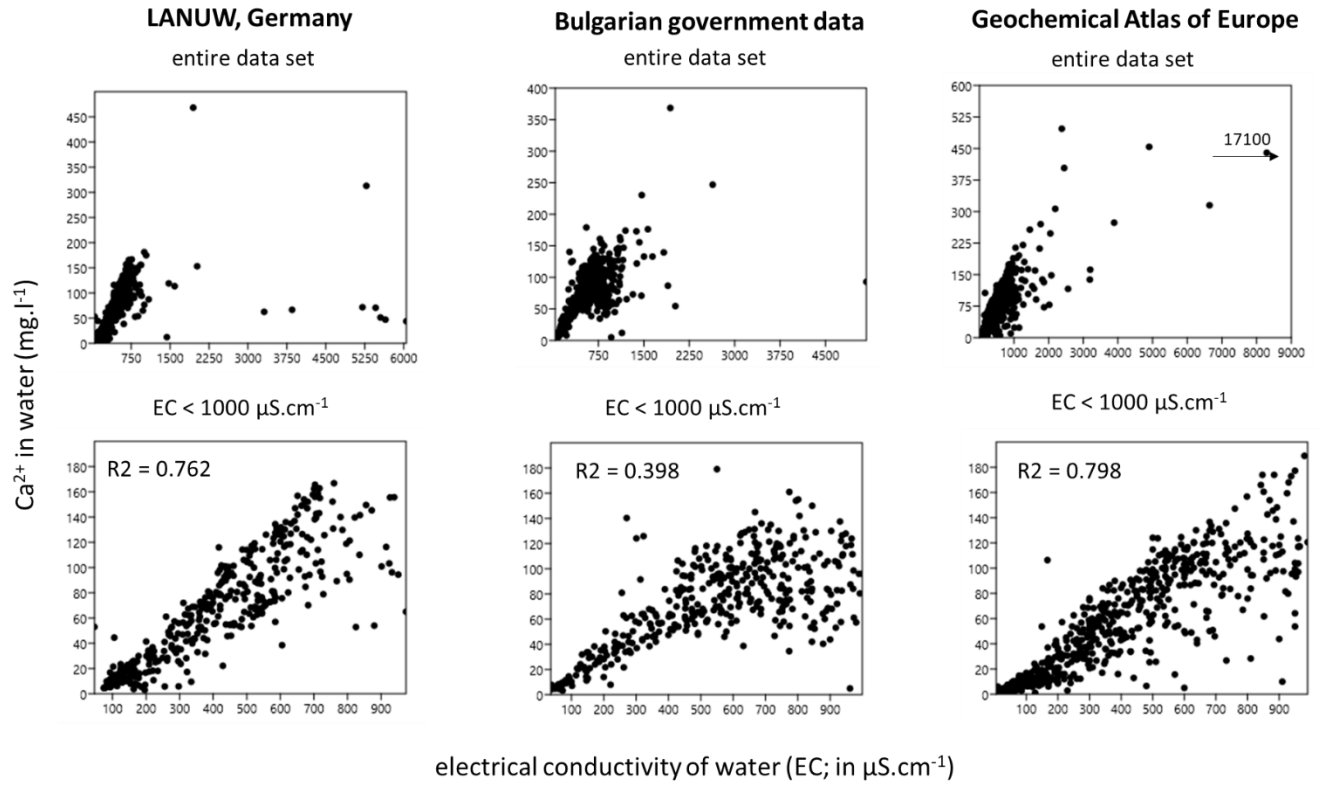 LANUW, Germany
entire data set
450
400
350
300
250
200
150
100
50
0
750 1500 2250 3000 3750 4500 5250 6000
Bulgarian government data
entire data set
400
350
300
250
200
150
100
50
0
750 1500 2250 3000 3750 4500
Geochemical Atlas of Europe
entire data set
600
525
450
375
300
225
150
75
0
17100
1000 2000 3000 4000 5000 6000 7000 8000 9000
Ca²⁺ in water (mg.l⁻¹)
EC < 1000 µS.cm⁻¹
R2 = 0.762
180
160
140
120
100
80
60
40
20
0
100 200 300 400 500 600 700 800 900
EC < 1000 µS.cm⁻¹
R2 = 0.398
180
160
140
120
100
80
60
40
20
0
100 200 300 400 500 600 700 800 900
EC < 1000 µS.cm⁻¹
R2 = 0.798
180
160
140
120
100
80
60
40
20
0
100 200 300 400 500 600 700 800 900
electrical conductivity of water (EC; in µS.cm⁻¹)